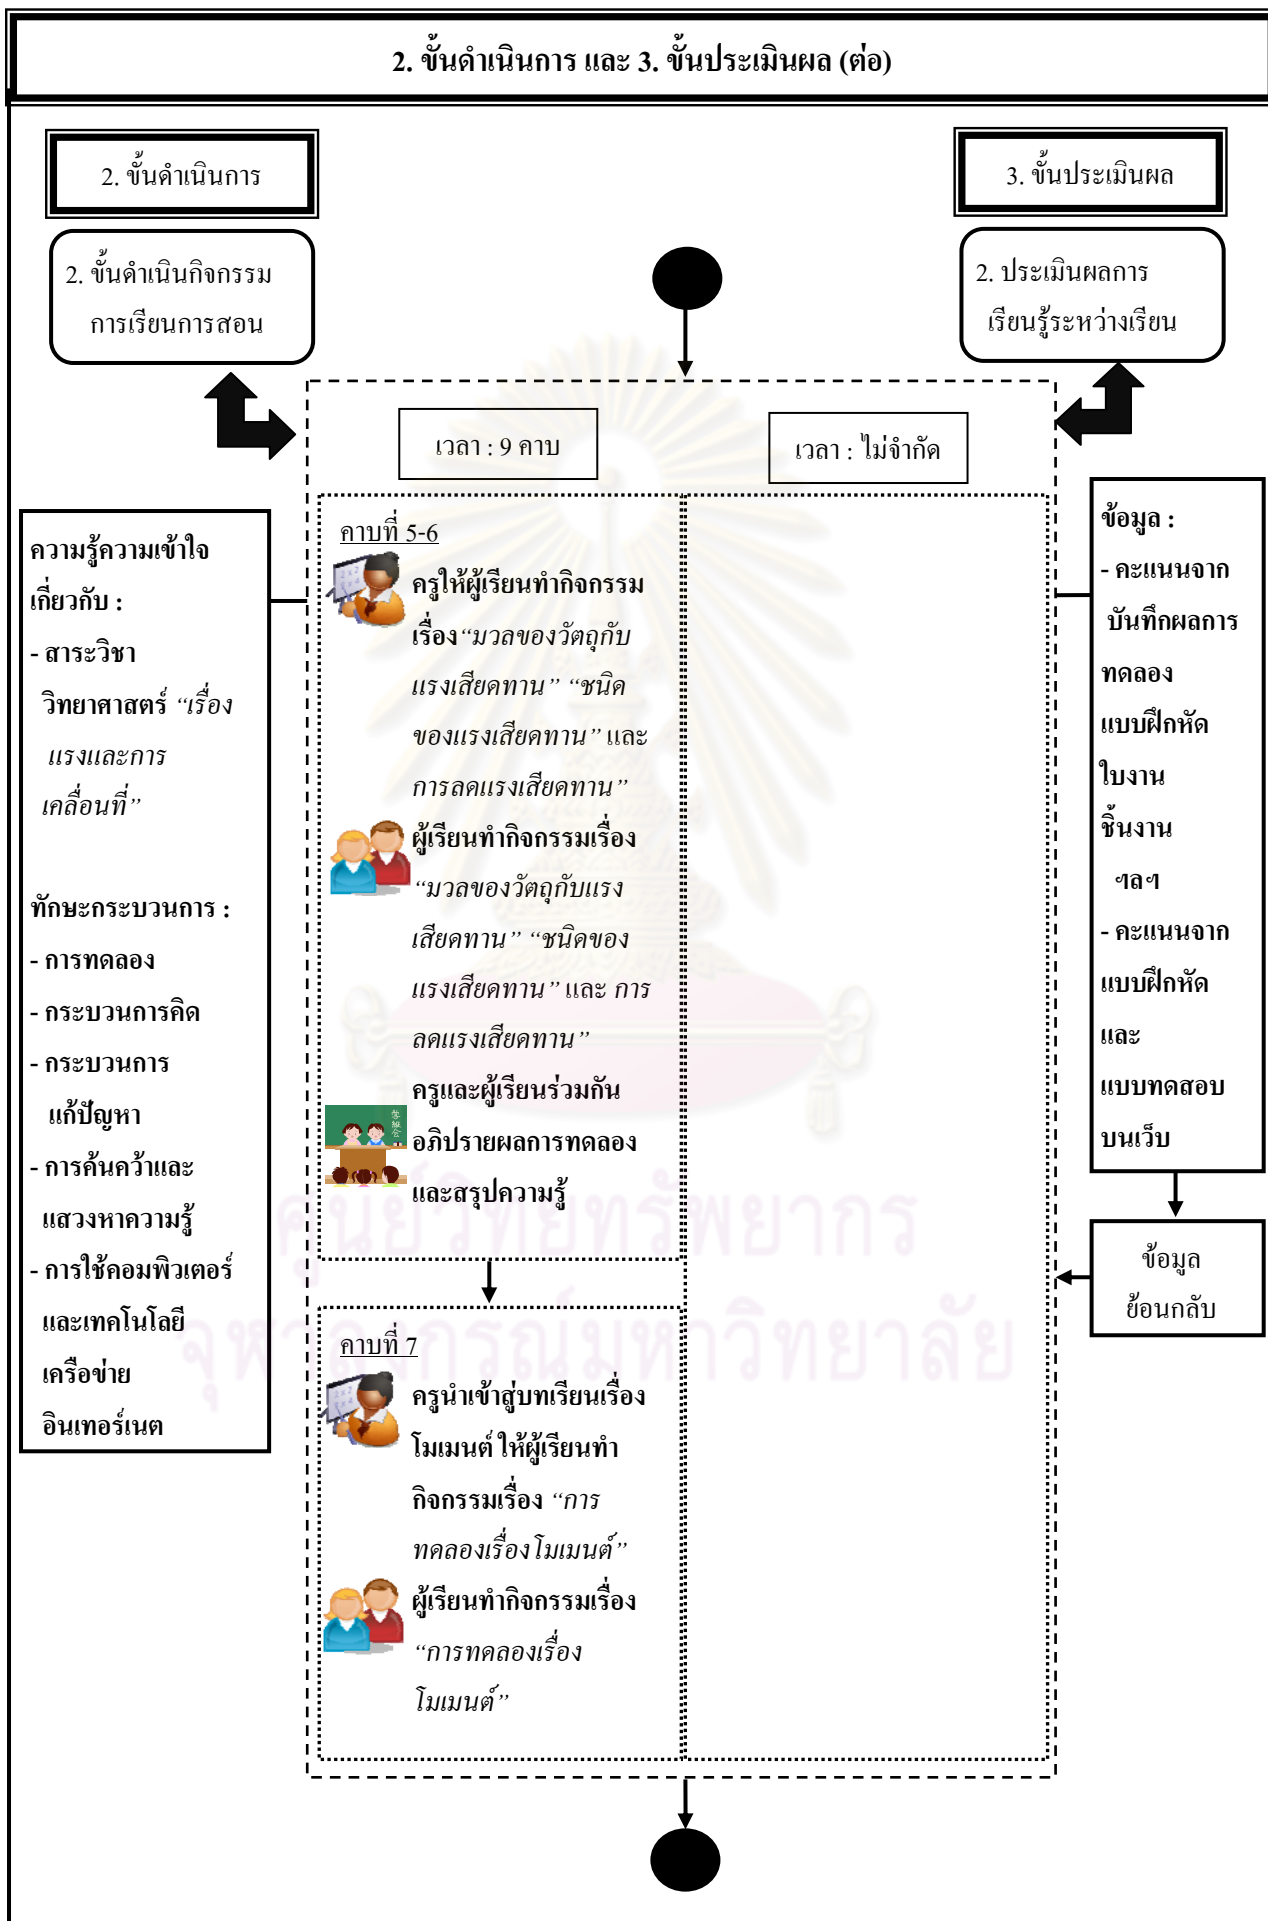 2. ขั้นดำเนินการ และ 3. ขั้นประเมินผล (ต่อ)
2. ขั้นดำเนินการ
3. ขั้นประเมินผล
2. ขั้นดำเนินกิจกรรม
การเรียนการสอน
2. ประเมินผลการ
เรียนรู้ระหว่างเรียน
เวลา : 9 คาบ
เวลา : ไม่จำกัด
ความรู้ความเข้าใจ
เกี่ยวกับ :
- สาระวิชา
วิทยาศาสตร์ “เรื่อง
แรงและการ
เคลื่อนที่”
ทักษะกระบวนการ :
- การทดลอง
- กระบวนการคิด
- กระบวนการ
แก้ปัญหา
- การค้นคว้าและ
แสวงหาความรู้
- การใช้คอมพิวเตอร์
และเทคโนโลยี
เครือข่าย
อินเทอร์เนต
คาบที่ 5-6
ครูให้ผู้เรียนทำกิจกรรม
เรื่อง“มวลของวัตถุกับ
แรงเสียดทาน” “ชนิด
ของแรงเสียดทาน” และ
การลดแรงเสียดทาน”
ผู้เรียนทำกิจกรรมเรื่อง
“มวลของวัตถุกับแรง
เสียดทาน” “ชนิดของ
แรงเสียดทาน” และ การ
ลดแรงเสียดทาน”
ครูและผู้เรียนร่วมกัน
อภิปรายผลการทดลอง
และสรุปความรู้
คาบที่ 7
ครูนำเข้าสู่บทเรียนเรื่อง
โมเมนต์ ให้ผู้เรียนทำ
กิจกรรมเรื่อง “การ
ทดลองเรื่องโมเมนต์”
ผู้เรียนทำกิจกรรมเรื่อง
“การทดลองเรื่อง
โมเมนต์”
ข้อมูล :
- คะแนนจาก
บันทึกผลการ
ทดลอง
แบบฝึกหัด
ใบงาน
ชิ้นงาน
ฯลฯ
- คะแนนจาก
แบบฝึกหัด
และ
แบบทดสอบ
บนเว็บ
ข้อมูล
ย้อนกลับ
ศูนย์วิทยทรัพยากร
จุฬาลงกรณ์มหาวิทยาลัย